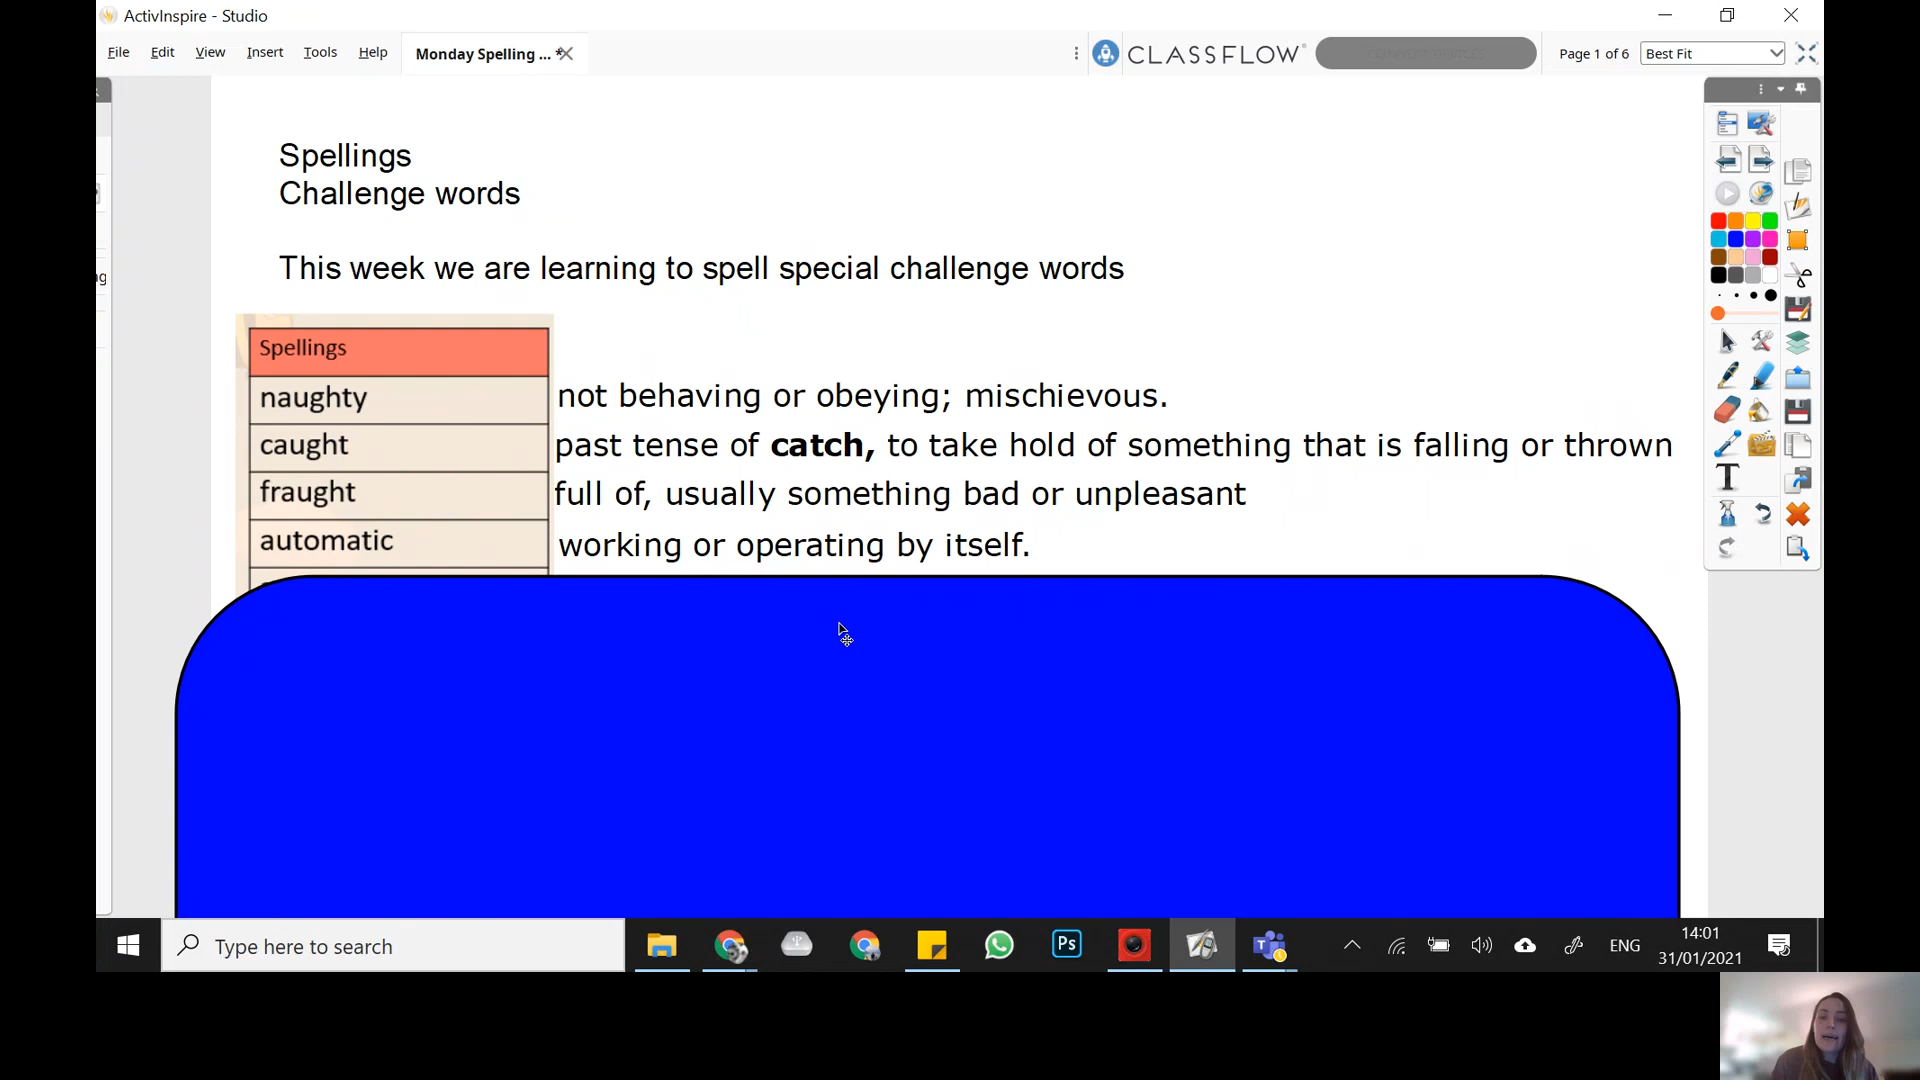 ActivInspire - Studio
File Edit View Insert Tools Help Monday Spelling ... * CLASSFLOW Page 1 of 6 Best Fit
Spellings
Challenge words
This week we are learning to spell special challenge words
Spellings
naughty not behaving or obeying; mischievous.
caught past tense of catch, to take hold of something that is falling or thrown
fraught full of, usually something bad or unpleasant
automatic working or operating by itself.
Type here to search Ps ENG 14:01
31/01/2021